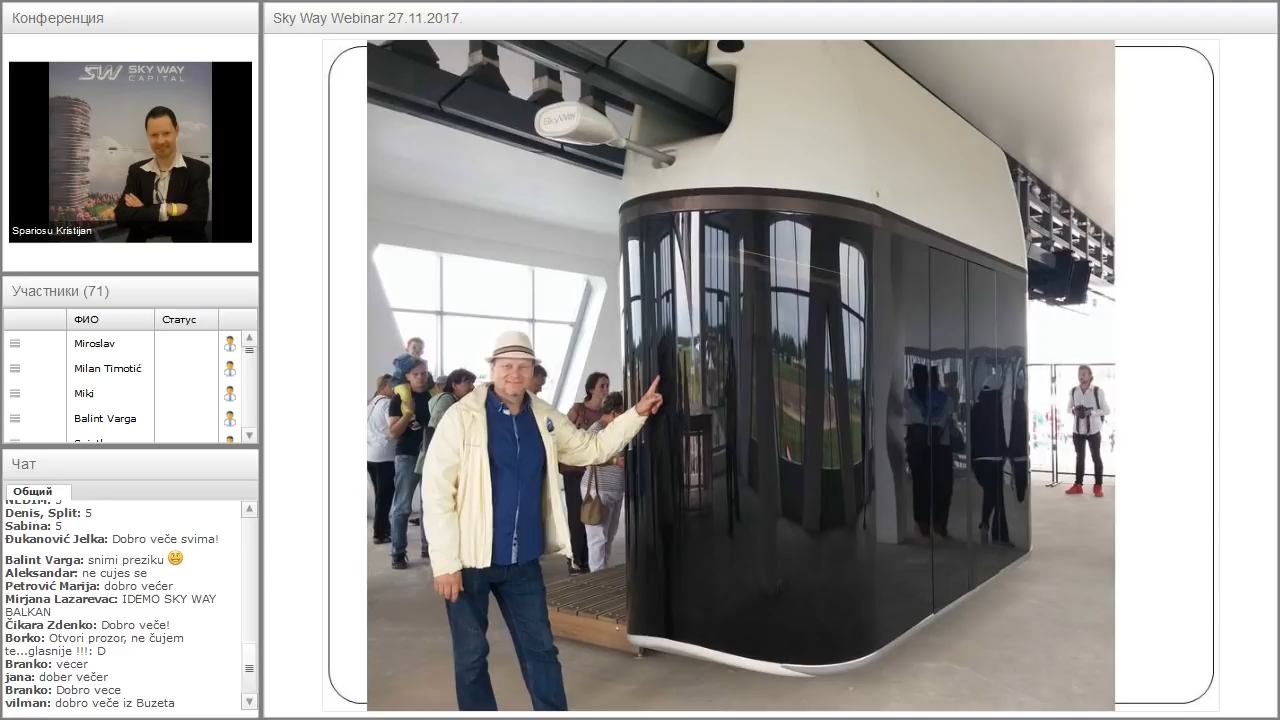 Конференция
SKY WAY
CAPITAL
Spariosu Kristijan
Участники (71)
ФИО
Статус
Miroslav
Milan Timotić
Miki
Balint Varga
Чат
Общий
NEDIM: 5
Denis, Split: 5
Sabina: 5
Đukanović Jelka: Dobro veče svima!
Balint Varga: snimi preziku
Aleksandar: ne cujes se
Petrović Marija: dobro većer
Mirjana Lazarevac: IDEMO SKY WAY
BALKAN
Čikara Zdenko: Dobro veče!
Borko: Otvori prozor, ne čujem
te...glasnije !!!: D
Branko: vecer
jana: dober večer
Branko: Dobro vece
vilman: dobro veče iz Buzeta
Sky Way Webinar 27.11.2017.
SkyWay